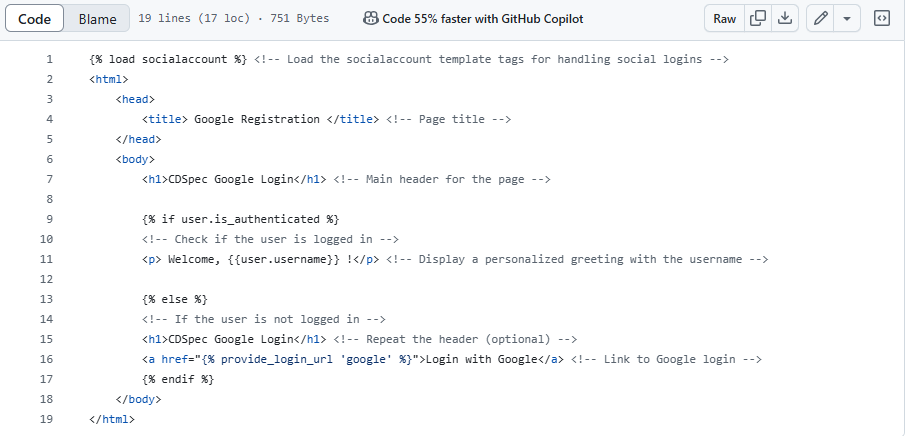 Code Blame 19 lines (17 loc) · 751 Bytes Code 55% faster with GitHub Copilot Raw
1 {% load socialaccount %} <!-- Load the socialaccount template tags for handling social logins -->
2 <html>
3 <head>
4 <title> Google Registration </title> <!-- Page title -->
5 </head>
6 <body>
7 <h1>CDSpec Google Login</h1> <!-- Main header for the page -->
8
9 {% if user.is_authenticated %}
10 <!-- Check if the user is logged in -->
11 <p> Welcome, {{user.username}} !</p> <!-- Display a personalized greeting with the username -->
12
13 {% else %}
14 <!-- If the user is not logged in -->
15 <h1>CDSpec Google Login</h1> <!-- Repeat the header (optional) -->
16 <a href="{% provide_login_url 'google' %}">Login with Google</a> <!-- Link to Google login -->
17 {% endif %}
18 </body>
19 </html>